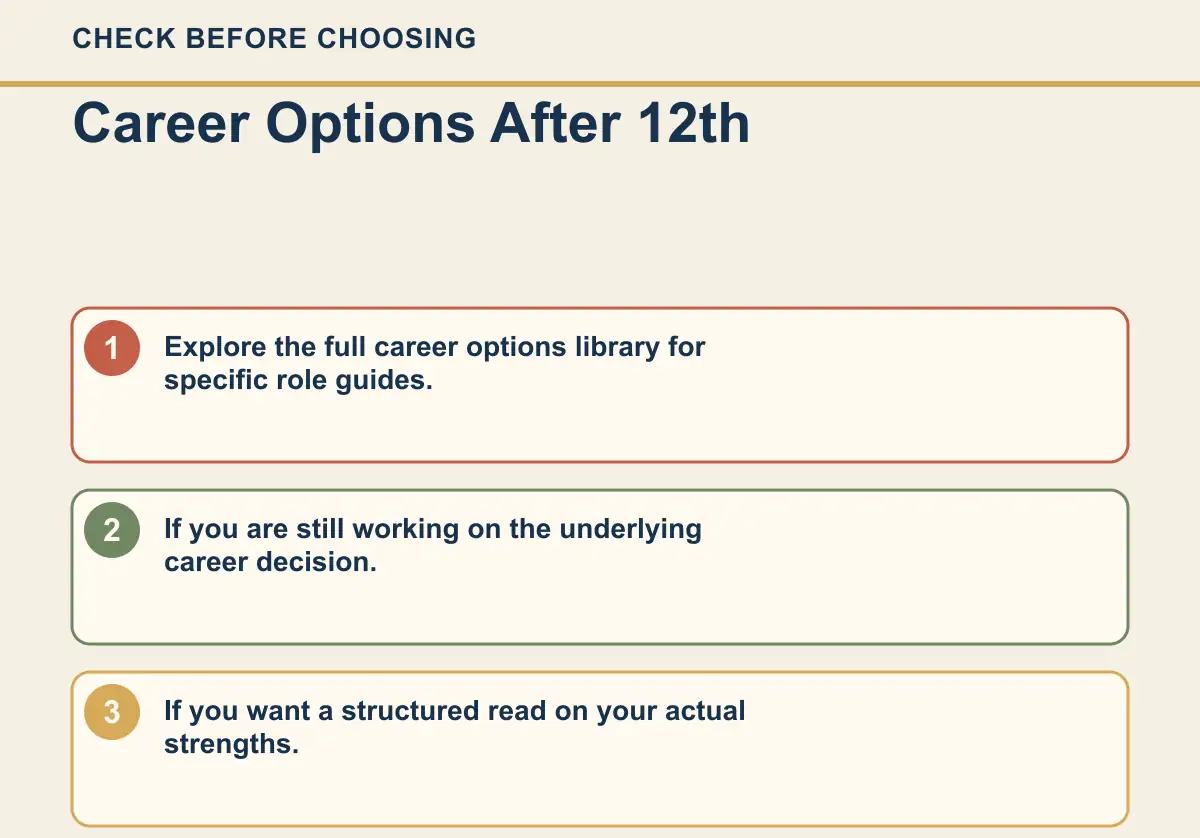 CHECK BEFORE CHOOSING
Career Options After 12th
1
Explore the full career options library for
specific role guides.
2
If you are still working on the underlying
career decision.
3
If you want a structured read on your actual
strengths.